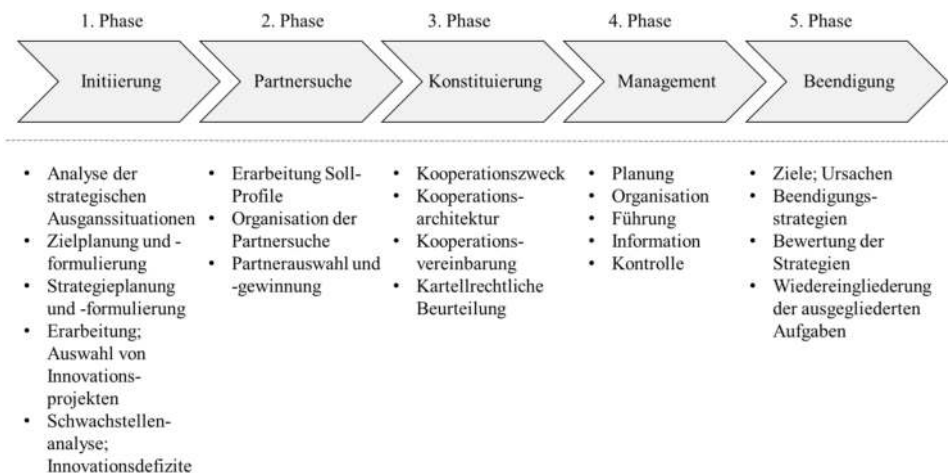 1. Phase
2. Phase
3. Phase
4. Phase
5. Phase
Initiierung
Partnersuche
Konstituierung
Management
Beendigung
• Analyse der
strategischen
Ausganssituationen
• Zielplanung und -
formulierung
• Strategieplanung
und -formulierung
• Erarbeitung;
Auswahl von
Innovations-
projekten
• Schwachstellen-
analyse;
Innovationsdefizite
• Erarbeitung Soll-
Profile
• Organisation der
Partnersuche
• Partnerauswahl und
-gewinnung
• Kooperationszweck
• Kooperations-
architektur
• Kooperations-
vereinbarung
• Kartellrechtliche
Beurteilung
• Planung
• Organisation
• Führung
• Information
• Kontrolle
• Ziele; Ursachen
• Beendigungs-
strategien
• Bewertung der
Strategien
• Wiedereingliederung
der ausgegliederten
Aufgaben